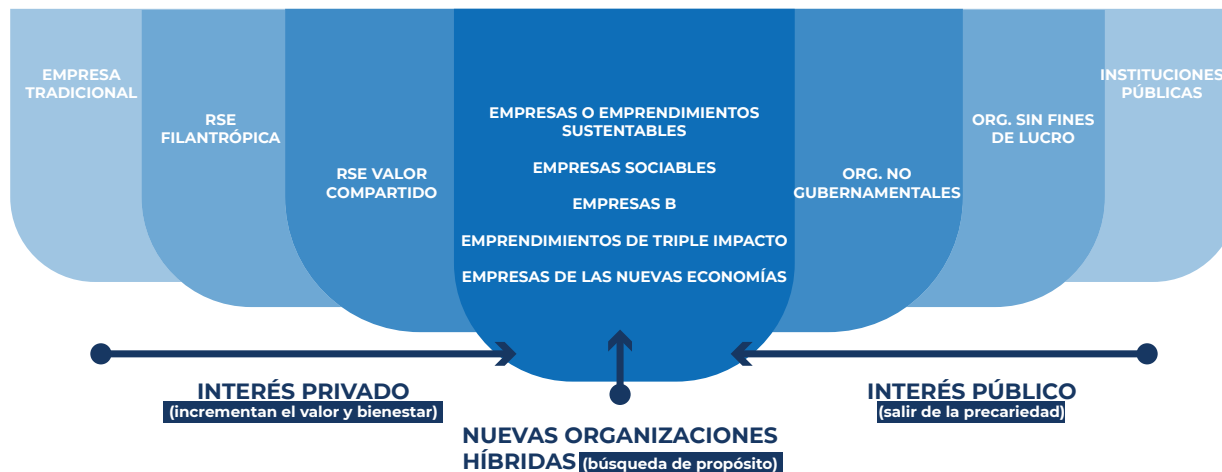 EMPRESA
TRADICIONAL
RSE
FILANTRÓPICA
RSE VALOR
COMPARTIDO
EMPRESAS O EMPRENDIMIENTOS
SUSTENTABLES
EMPRESAS SOCIABLES
EMPRESAS B
EMPRENDIMIENTOS DE TRIPLE IMPACTO
EMPRESAS DE LAS NUEVAS ECONOMÍAS
ORG. NO
GUBERNAMENTALES
ORG. SIN FINES
DE LUCRO
INSTITUCIONES
PÚBLICAS
INTERÉS PRIVADO
(incrementan el valor y bienestar)
NUEVAS ORGANIZACIONES
HÍBRIDAS (búsqueda de propósito)
INTERÉS PÚBLICO
(salir de la precariedad)